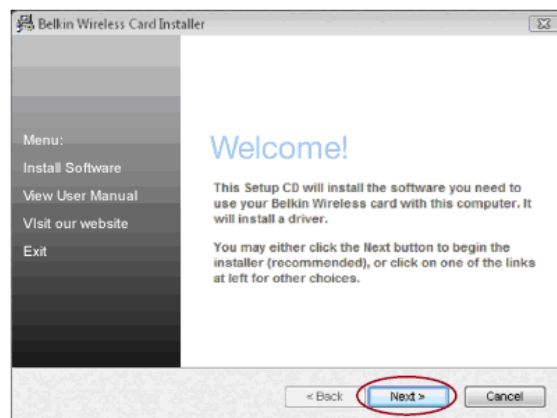 Belkin Wireless Card Installer
Menu:
Install Software
View User Manual
VIsit our website
Exit
Welcome!
This Setup CD will install the software you need to
use your Belkin Wireless card with this computer. It
will install a driver.
You may either click the Next button to begin the
installer (recommended), or click on one of the links
at left for other choices.
< Back
Next >
Cancel